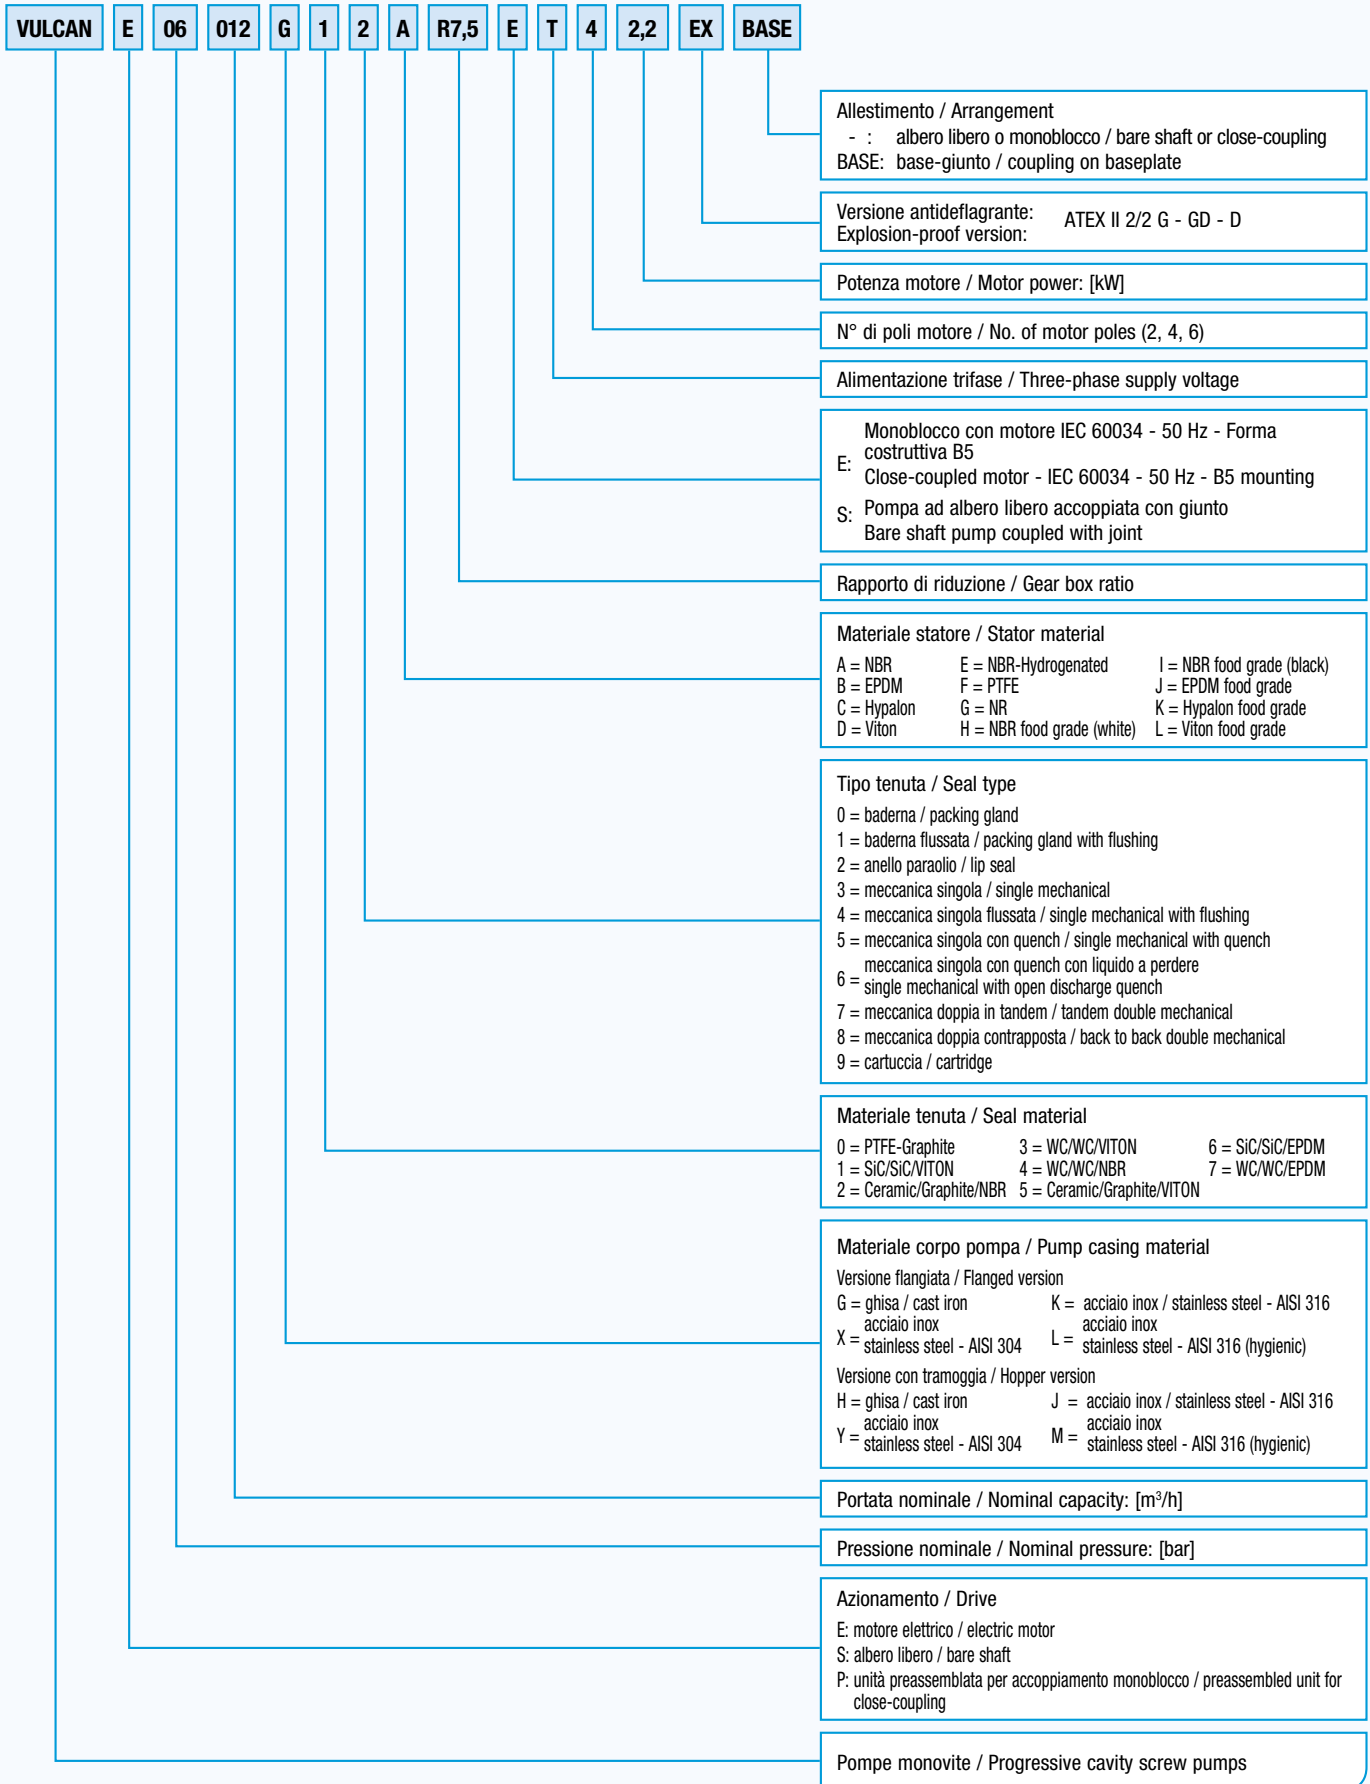 VULCAN E 06 012 G 1 2 A R7,5 E T 4 2,2 EX BASE
Allestimento / Arrangement
- : albero libero o monoblocco / bare shaft or close-coupling
BASE: base-giunto / coupling on baseplate
Versione antideflagrante: ATEX II 2/2 G - GD - D
Explosion-proof version:
Potenza motore / Motor power: [kW]
N° di poli motore / No. of motor poles (2, 4, 6)
Alimentazione trifase / Three-phase supply voltage
Monoblocco con motore IEC 60034 - 50 Hz - Forma
costruttiva B5
E:
Close-coupled motor - IEC 60034 - 50 Hz - B5 mounting
S: Pompa ad albero libero accoppiata con giunto
Bare shaft pump coupled with joint
Rapporto di riduzione / Gear box ratio
Materiale statore / Stator material
A = NBR E = NBR-Hydrogenated I = NBR food grade (black)
B = EPDM F = PTFE J = EPDM food grade
C = Hypalon G = NR K = Hypalon food grade
D = Viton H = NBR food grade (white) L = Viton food grade
Tipo tenuta / Seal type
0 = baderna / packing gland
1 = baderna flussata / packing gland with flushing
2 = anello paraolio / lip seal
3 = meccanica singola / single mechanical
4 = meccanica singola flussata / single mechanical with flushing
5 = meccanica singola con quench / single mechanical with quench
meccanica singola con quench con liquido a perdere
6 = single mechanical with open discharge quench
7 = meccanica doppia in tandem / tandem double mechanical
8 = meccanica doppia contrapposta / back to back double mechanical
9 = cartuccia / cartridge
Materiale tenuta / Seal material
0 = PTFE-Graphite 3 = WC/WC/VITON 6 = SiC/SiC/EPDM
1 = SiC/SiC/VITON 4 = WC/WC/NBR 7 = WC/WC/EPDM
2 = Ceramic/Graphite/NBR 5 = Ceramic/Graphite/VITON
Materiale corpo pompa / Pump casing material
Versione flangiata / Flanged version
G = ghisa / cast iron K = acciaio inox / stainless steel - AISI 316
acciaio inox acciaio inox
X = stainless steel - AISI 304 L = stainless steel - AISI 316 (hygienic)
Versione con tramoggia / Hopper version
H = ghisa / cast iron J = acciaio inox / stainless steel - AISI 316
acciaio inox acciaio inox
Y = stainless steel - AISI 304 M = stainless steel - AISI 316 (hygienic)
Portata nominale / Nominal capacity: [m³/h]
Pressione nominale / Nominal pressure: [bar]
Azionamento / Drive
E: motore elettrico / electric motor
S: albero libero / bare shaft
P: unità preassemblata per accoppiamento monoblocco / preassembled unit for
close-coupling
Pompe monovite / Progressive cavity screw pumps